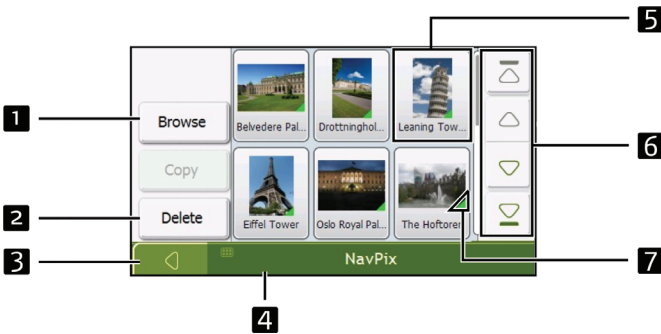 5
1
Browse
Belvedere Pal...
Drottninghol...
Leaning Tow...
6
Copy
2
Delete
Eiffel Tower
Oslo Royal Pal...
The Hoftoren
3
NavPix
7
4